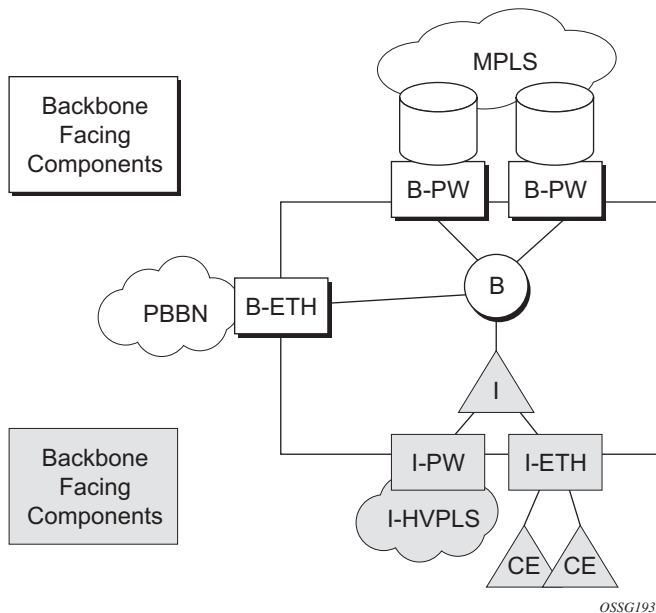 MPLS
Backbone
Facing
Components
B-PW
B-PW
B
PBBN
B-ETH
I
Backbone
Facing
Components
I-PW
I-ETH
I-HVPLS
CE
CE
OSSG193